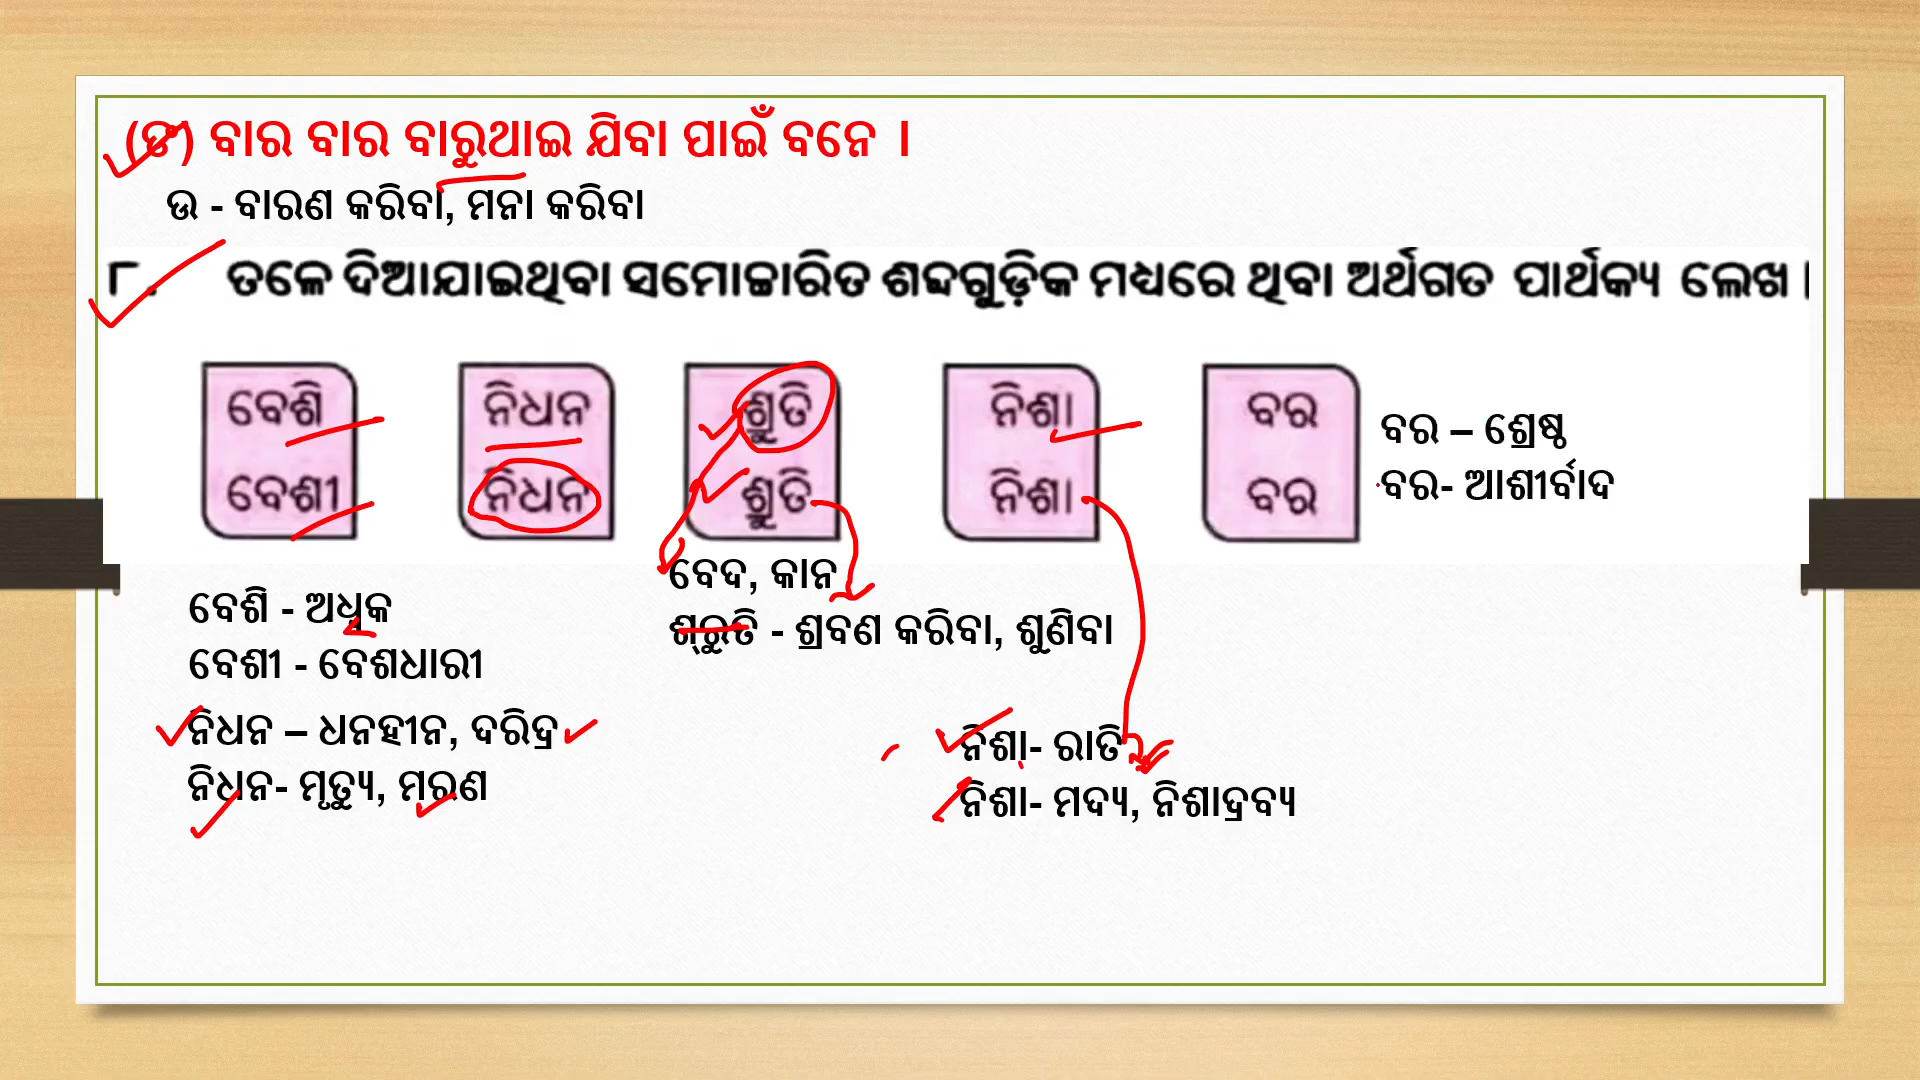 (ଙ) ବାର ବାର ବାରୁଥାଇ ଯିବା ପାଇଁ ବନେ ।
ଉ - ବାରଣ କରିବା, ମନା କରିବା
୮. ତଳେ ଦିଆଯାଇଥିବା ସମୋଚ୍ଚାରିତ ଶବ୍ଦଗୁଡ଼ିକ ମଧ୍ୟରେ ଥିବା ଅର୍ଥଗତ ପାର୍ଥକ୍ୟ ଲେଖ ।
ବେଶି ନିଧନ ଶ୍ରୁତି ନିଶା ବର
ବେଶୀ ନିଧନ ଶ୍ରୁତି ନିଶା ବର
ବର – ଶ୍ରେଷ୍ଠ
ବର- ଆଶୀର୍ବାଦ
ବେଦ, କାନ
ଶ୍ରୁତି - ଶ୍ରବଣ କରିବା, ଶୁଣିବା
ବେଶି - ଅଧିକ
ବେଶୀ - ବେଶଧାରୀ
ନିଧନ – ଧନହୀନ, ଦରିଦ୍ର
ନିଧନ- ମୃତ୍ୟୁ, ମରଣ
ନିଶା- ରାତି
ନିଶା- ମଦ୍ୟ, ନିଶାଦ୍ରବ୍ୟ